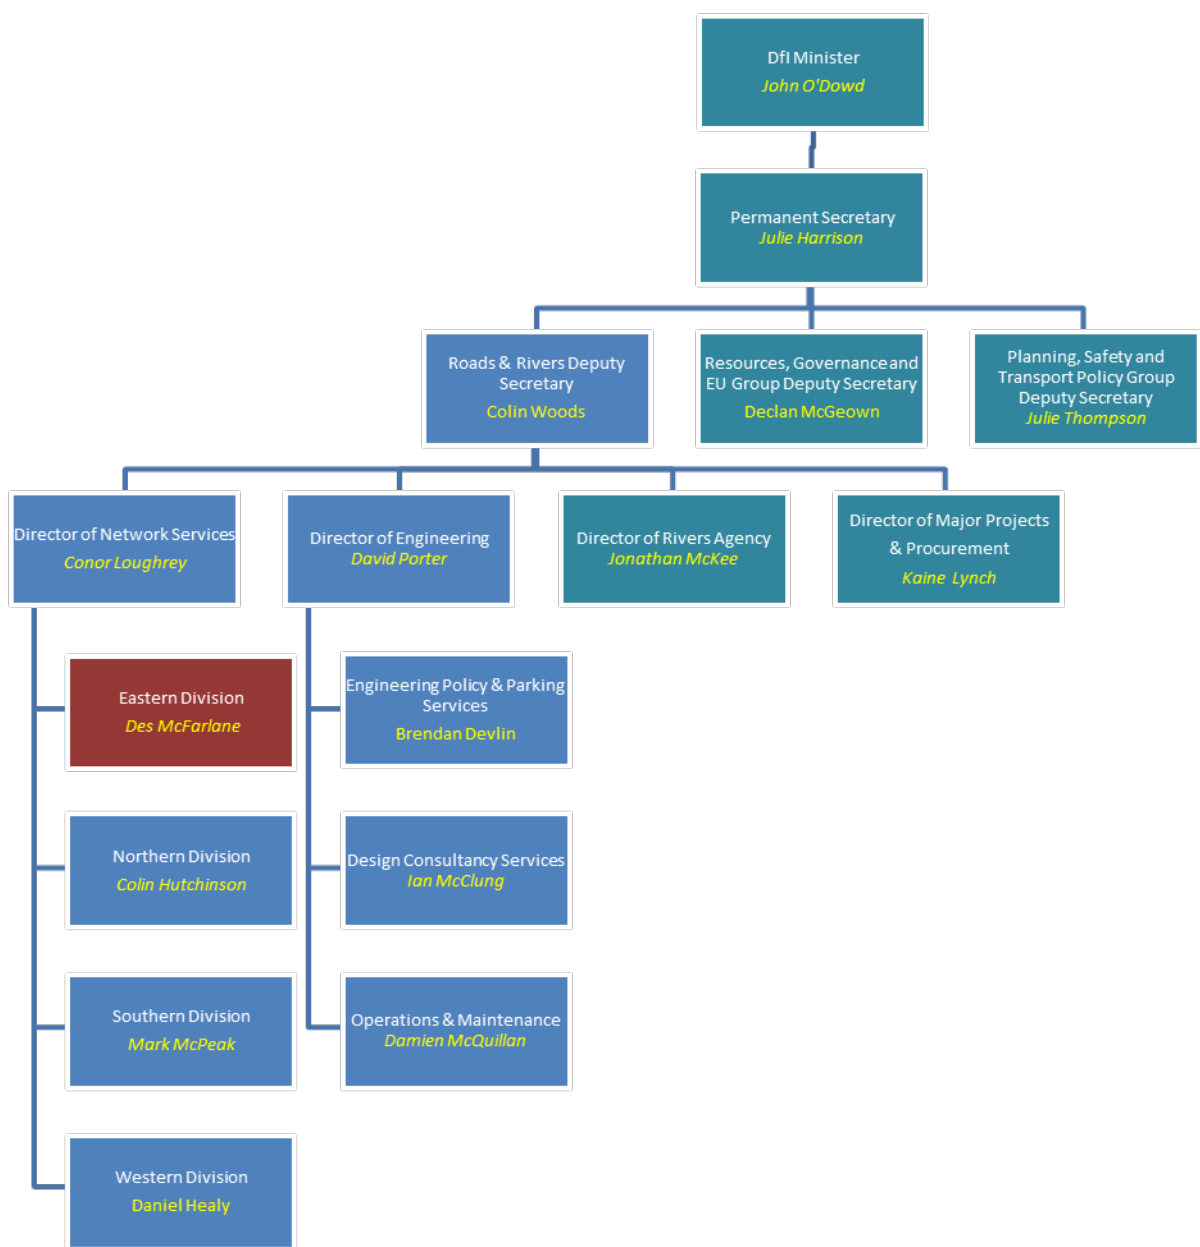 DfI Minister
John O'Dowd
Permanent Secretary
Julie Harrison
Roads & Rivers Deputy
Secretary
Colin Woods
Resources, Governance and
EU Group Deputy Secretary
Declan McGeown
Planning, Safety and
Transport Policy Group
Deputy Secretary
Julie Thompson
Director of Network Services
Conor Loughrey
Director of Engineering
David Porter
Director of Rivers Agency
Jonathan McKee
Director of Major Projects
& Procurement
Kaine Lynch
Eastern Division
Des McFarlane
Engineering Policy & Parking
Services
Brendan Devlin
Northern Division
Colin Hutchinson
Design Consultancy Services
Ian McClung
Southern Division
Mark McPeak
Operations & Maintenance
Damien McQuillan
Western Division
Daniel Healy